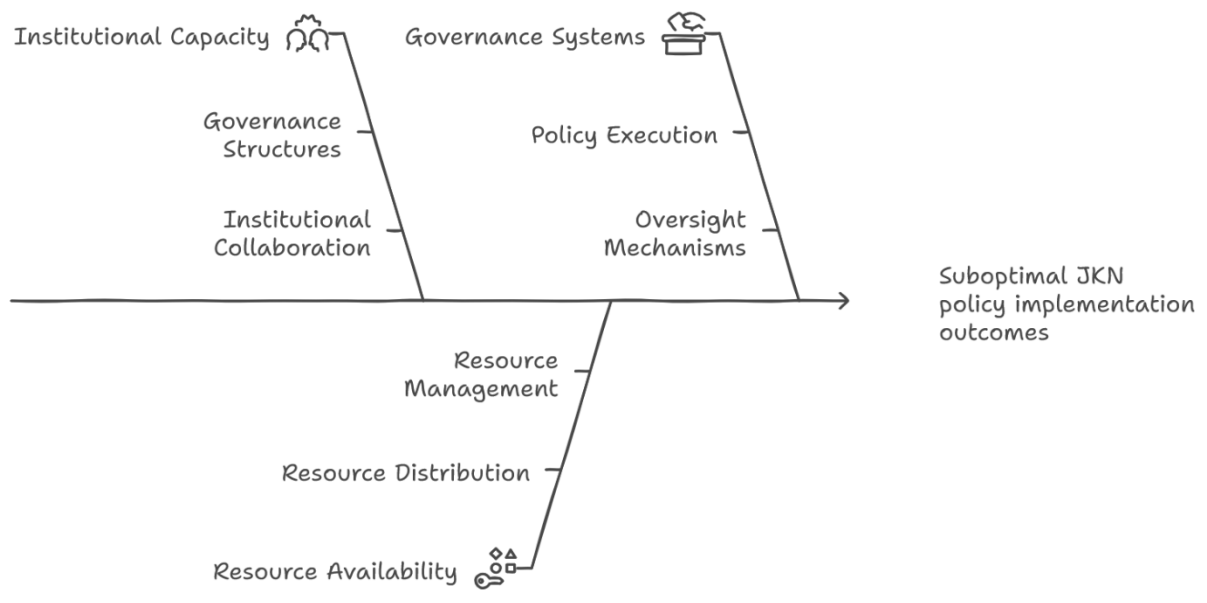 Institutional Capacity
Governance Systems
Governance
Structures
Policy Execution
Institutional
Collaboration
Oversight
Mechanisms
Suboptimal JKN
policy implementation
outcomes
Resource
Management
Resource Distribution
Resource Availability